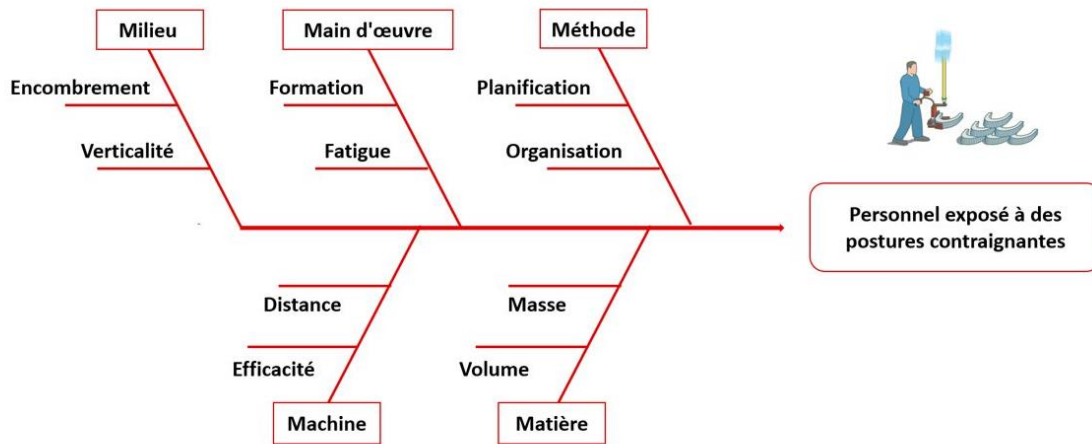 Milieu
Main d'œuvre
Méthode
Encombrement
Formation
Planification
Verticalité
Fatigue
Organisation
Personnel exposé à des
postures contraignantes
Distance
Masse
Efficacité
Volume
Machine
Matière